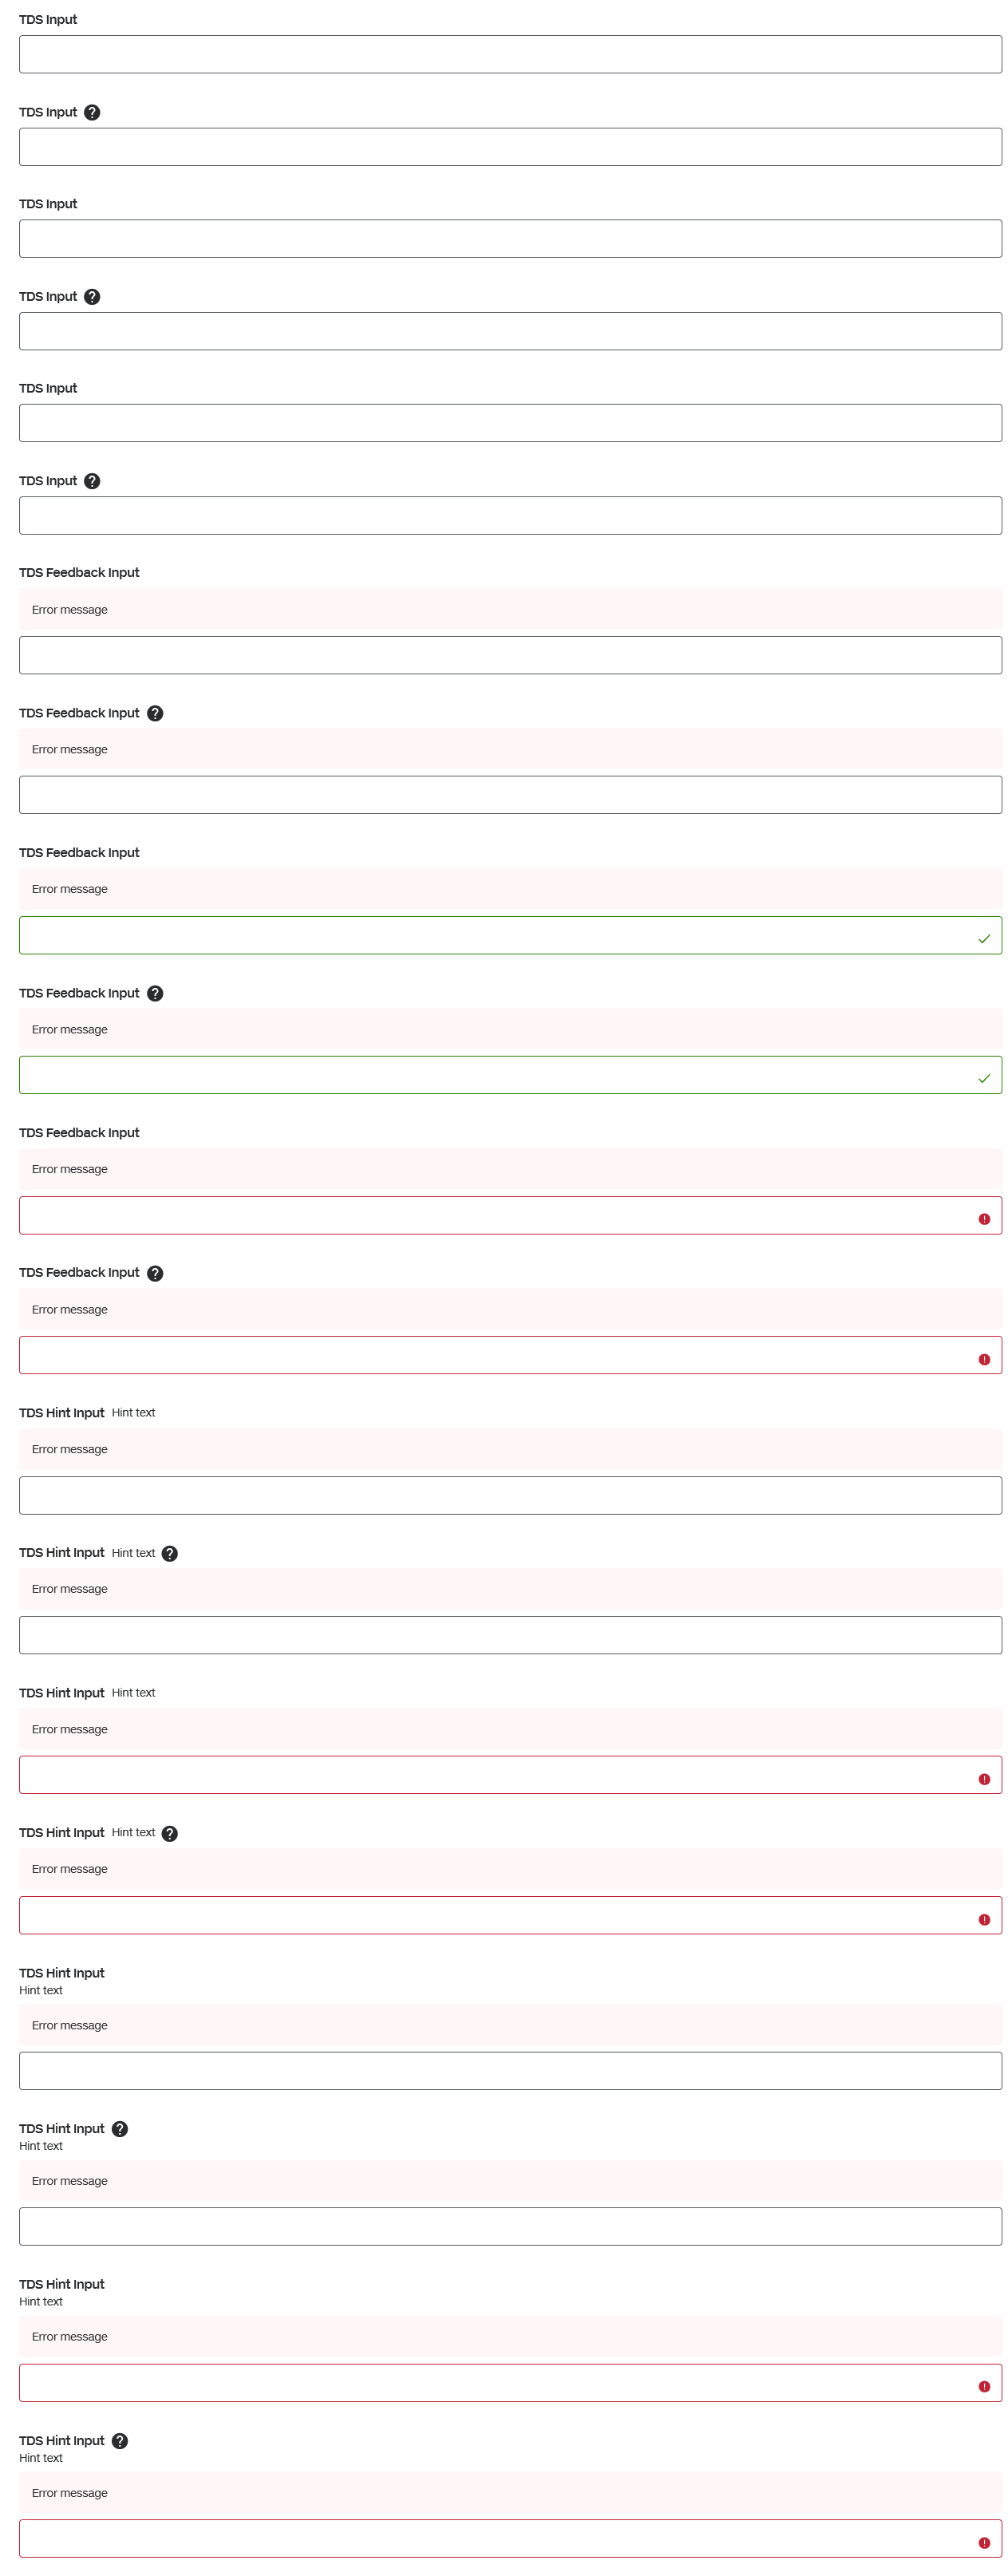 TDS Input
TDS Input ?
TDS Input
TDS Input ?
TDS Input
TDS Input ?
TDS Feedback Input
Error message
TDS Feedback Input ?
Error message
TDS Feedback Input
Error message
TDS Feedback Input ?
Error message
TDS Feedback Input
Error message
!
TDS Feedback Input ?
Error message
!
TDS Hint Input Hint text
Error message
TDS Hint Input Hint text ?
Error message
TDS Hint Input Hint text
Error message
!
TDS Hint Input Hint text ?
Error message
!
TDS Hint Input
Hint text
Error message
TDS Hint Input ?
Hint text
Error message
TDS Hint Input
Hint text
Error message
!
TDS Hint Input ?
Hint text
Error message
!